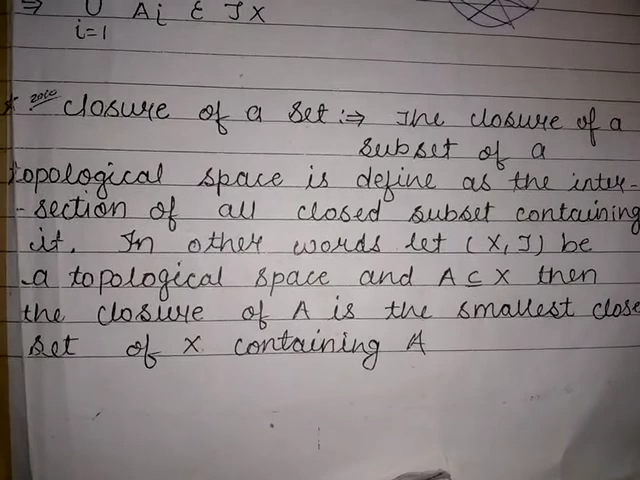 ⇒ U Ai ε JX
i=1
* 2000 closure of a set :⇒ The closure of a
subset of a
topological space is define as the inter-
-section of all closed subset containing
it. In other words let (X, J) be
a topological space and A ⊆ X then
the closure of A is the smallest close
set of X containing A